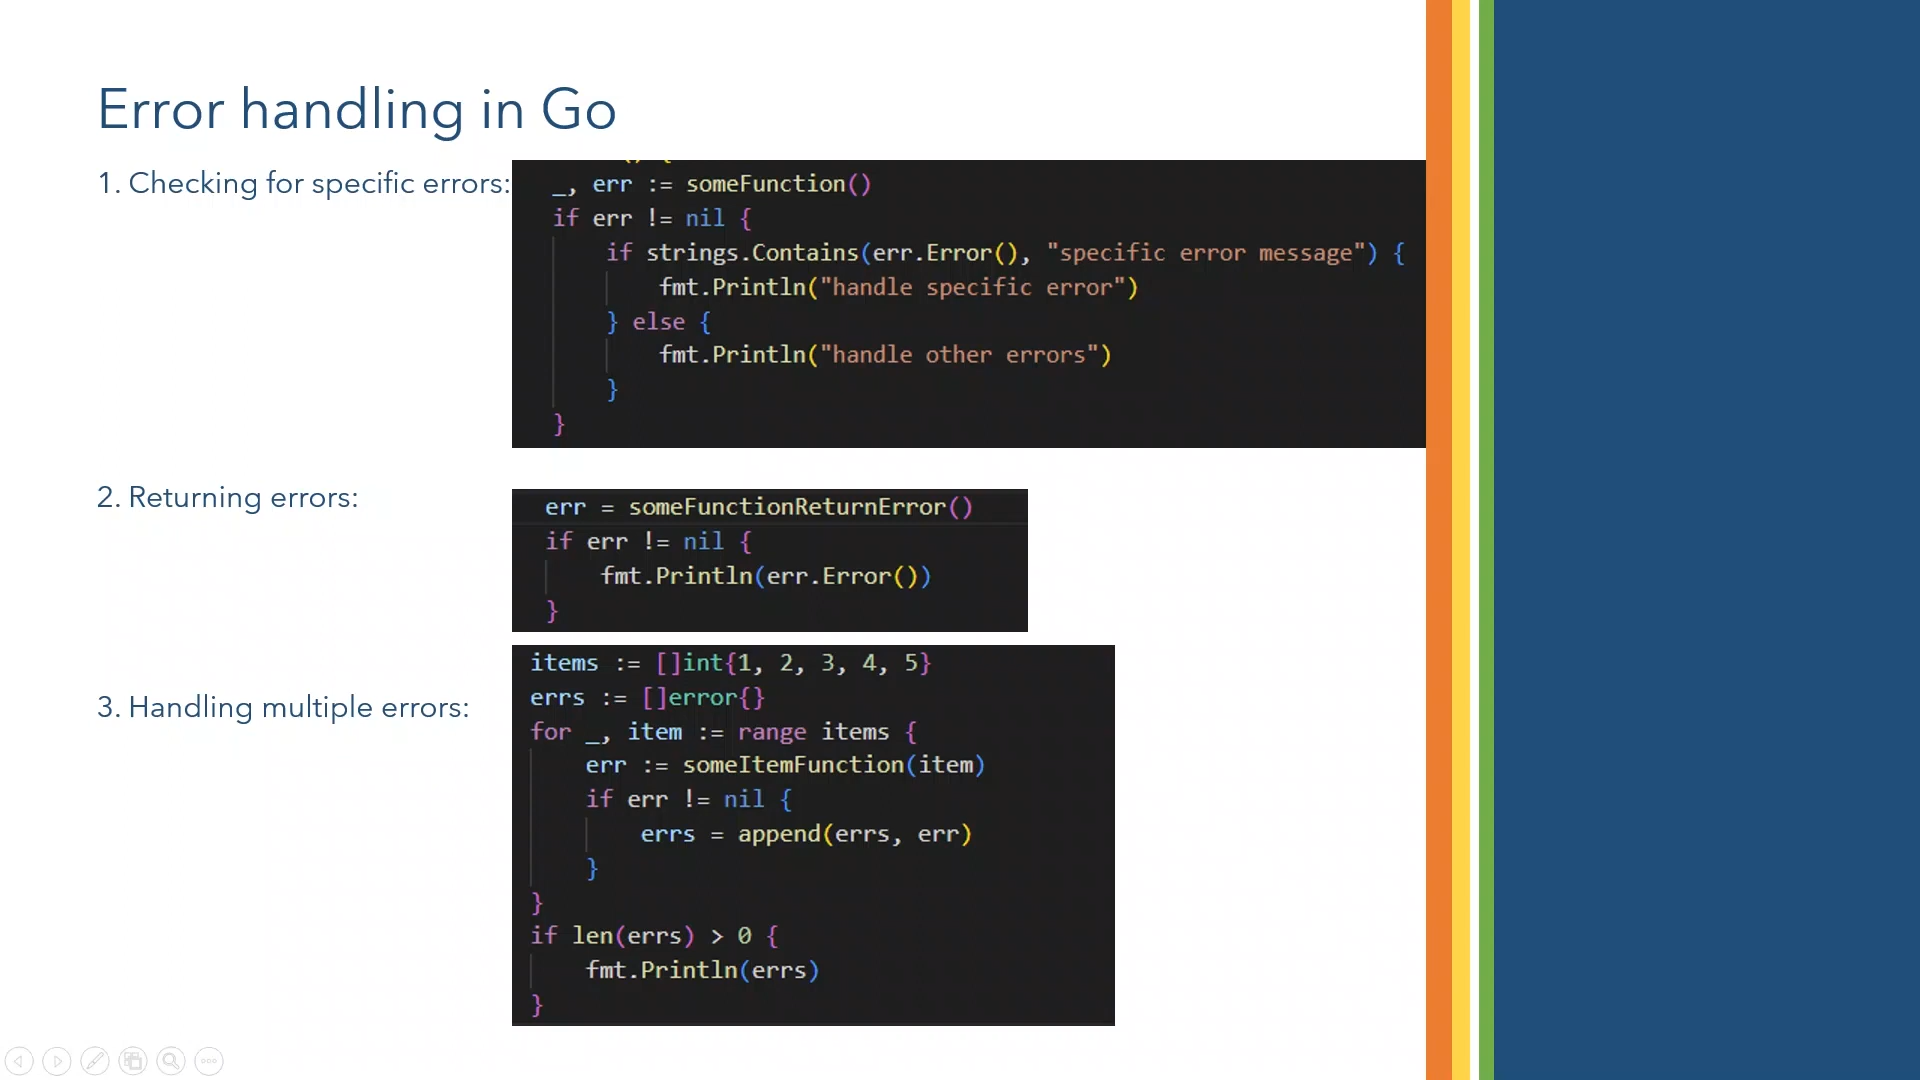 Error handling in Go
1. Checking for specific errors:
_, err := someFunction()
if err != nil {
if strings.Contains(err.Error(), "specific error message") {
fmt.Println("handle specific error")
} else {
fmt.Println("handle other errors")
}
}
2. Returning errors:
err = someFunctionReturnError()
if err != nil {
fmt.Println(err.Error())
}
3. Handling multiple errors:
items := []int{1, 2, 3, 4, 5}
errs := []error{}
for _, item := range items {
err := someItemFunction(item)
if err != nil {
errs = append(errs, err)
}
}
if len(errs) > 0 {
fmt.Println(errs)
}